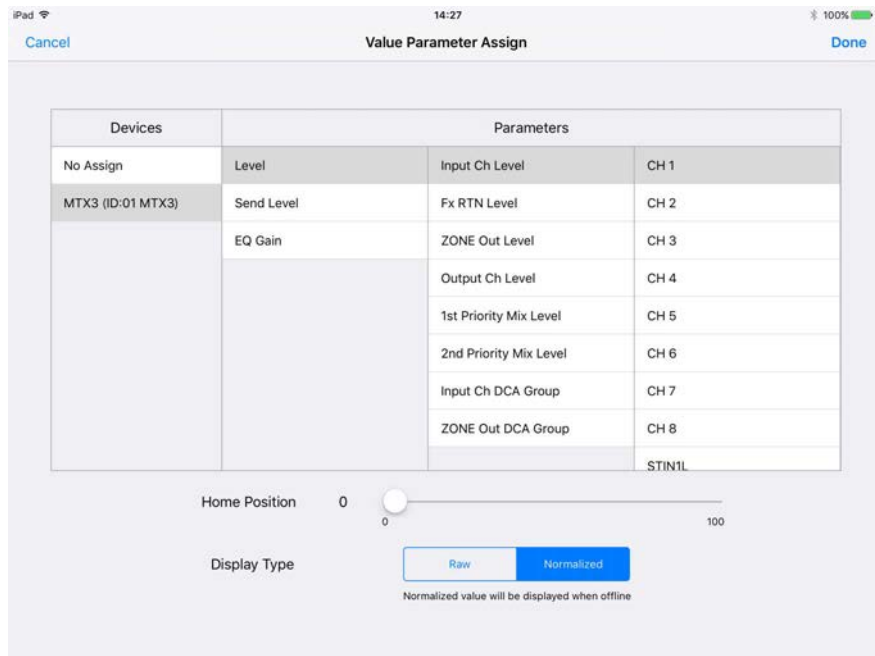 iPad 14:27 100%
Cancel Value Parameter Assign Done
Devices Parameters
No Assign Level Input Ch Level CH 1
MTX3 (ID:01 MTX3) Send Level Fx RTN Level CH 2
EQ Gain ZONE Out Level CH 3
Output Ch Level CH 4
1st Priority Mix Level CH 5
2nd Priority Mix Level CH 6
Input Ch DCA Group CH 7
ZONE Out DCA Group CH 8
STIN1L
Home Position 0
0 100
Display Type Raw Normalized
Normalized value will be displayed when offline